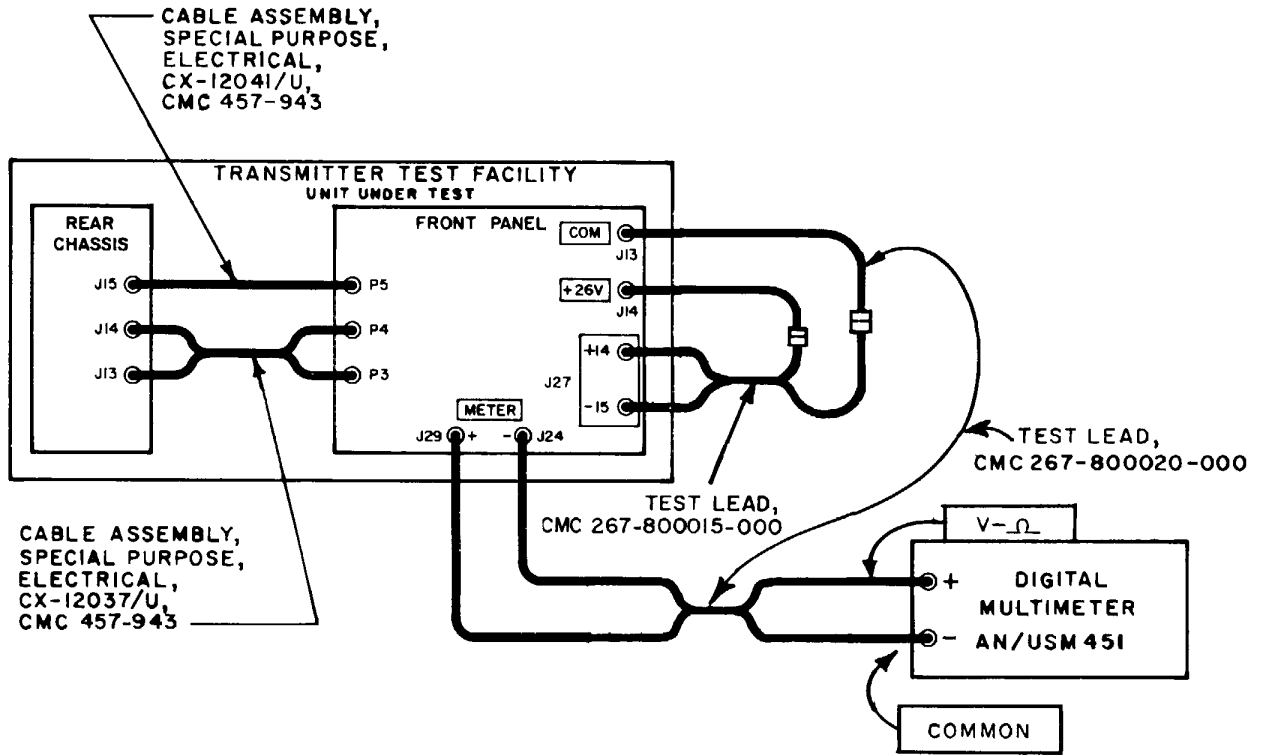 CABLE ASSEMBLY,
SPECIAL PURPOSE,
ELECTRICAL,
CX-12041/U,
CMC 457-943
TRANSMITTER TEST FACILITY
UNIT UNDER TEST
REAR
CHASSIS
J15
J14
J13
FRONT PANEL
P5
P4
P3
COM
J13
+26V
J14
+14
J27
-15
METER
J29 + - J24
TEST LEAD,
CMC 267-800020-000
TEST LEAD,
CMC 267-800015-000
CABLE ASSEMBLY,
SPECIAL PURPOSE,
ELECTRICAL,
CX-12037/U,
CMC 457-943
V-Ω
+
-
DIGITAL
MULTIMETER
AN/USM 451
COMMON